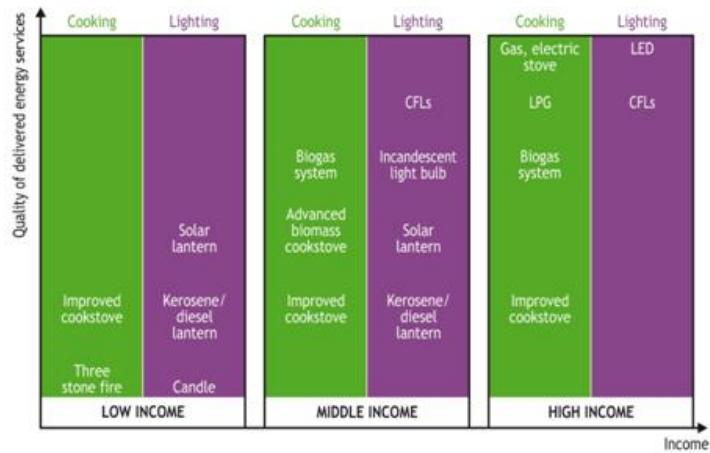 Quality of delivered energy services
Cooking
Lighting
Solar
lantern
Improved
cookstove
Kerosene/
diesel
lantern
Three
stone fire
Candle
LOW INCOME
Cooking
Lighting
CFLs
Biogas
system
Incandescent
light bulb
Advanced
biomass
cookstove
Solar
lantern
Improved
cookstove
Kerosene/
diesel
lantern
MIDDLE INCOME
Cooking
Lighting
Gas, electric
stove
LED
LPG
CFLs
Biogas
system
Improved
cookstove
HIGH INCOME
Income